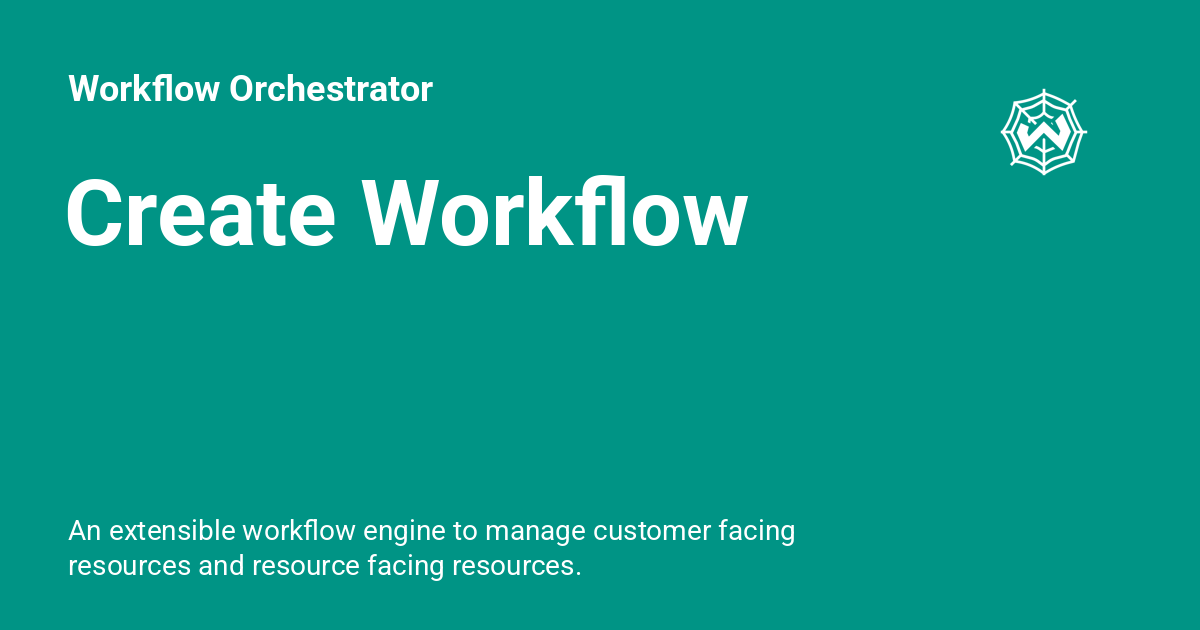 Workflow Orchestrator
Create Workflow
W
An extensible workflow engine to manage customer facing
resources and resource facing resources.